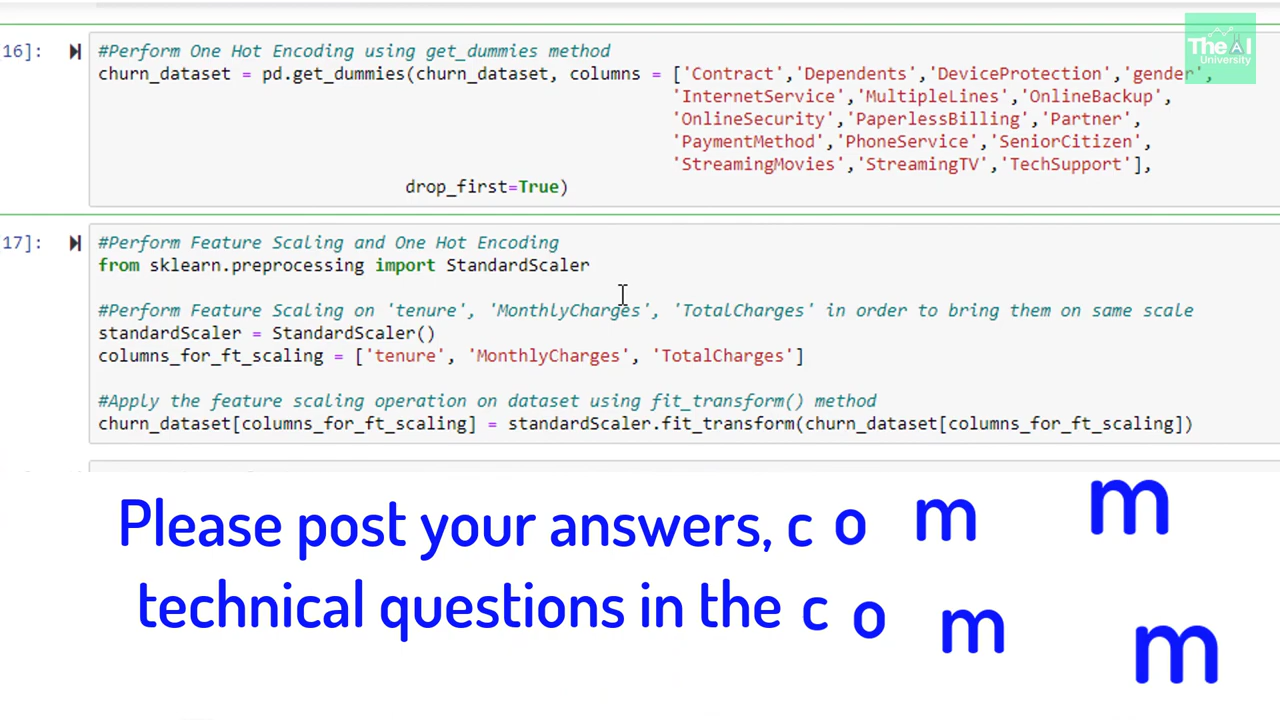 The AI
University
16]:
#Perform One Hot Encoding using get_dummies method
churn_dataset = pd.get_dummies(churn_dataset, columns = ['Contract','Dependents','DeviceProtection','gender',
'InternetService','MultipleLines','OnlineBackup',
'OnlineSecurity','PaperlessBilling','Partner',
'PaymentMethod','PhoneService','SeniorCitizen',
'StreamingMovies','StreamingTV','TechSupport'],
drop_first=True)
17]:
#Perform Feature Scaling and One Hot Encoding
from sklearn.preprocessing import StandardScaler
#Perform Feature Scaling on 'tenure', 'MonthlyCharges', 'TotalCharges' in order to bring them on same scale
standardScaler = StandardScaler()
columns_for_ft_scaling = ['tenure', 'MonthlyCharges', 'TotalCharges']
#Apply the feature scaling operation on dataset using fit_transform() method
churn_dataset[columns_for_ft_scaling] = standardScaler.fit_transform(churn_dataset[columns_for_ft_scaling])
Please post your answers, c o m m
technical questions in the c o m m